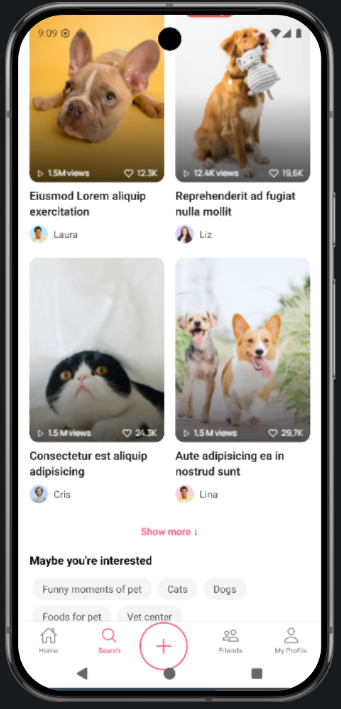 9:09
1.5M views 12.3K
12.4K views 19,6K
Eiusmod Lorem aliquip
exercitation
Reprehenderit ad fugiat
nulla mollit
Laura
Liz
1.5 M views 24.3K
1,5 M views 29,7K
Consectetur est aliquip
adipisicing
Aute adipisicing ea in
nostrud sunt
Cris
Lina
Show more ↓
Maybe you're interested
Funny moments of pet
Cats
Dogs
Foods for pet
Vet center
Home
Search
Friends
My Profile